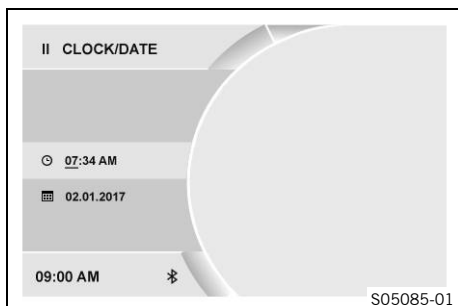 II CLOCK/DATE
07:34 AM
02.01.2017
09:00 AM
S05085-01